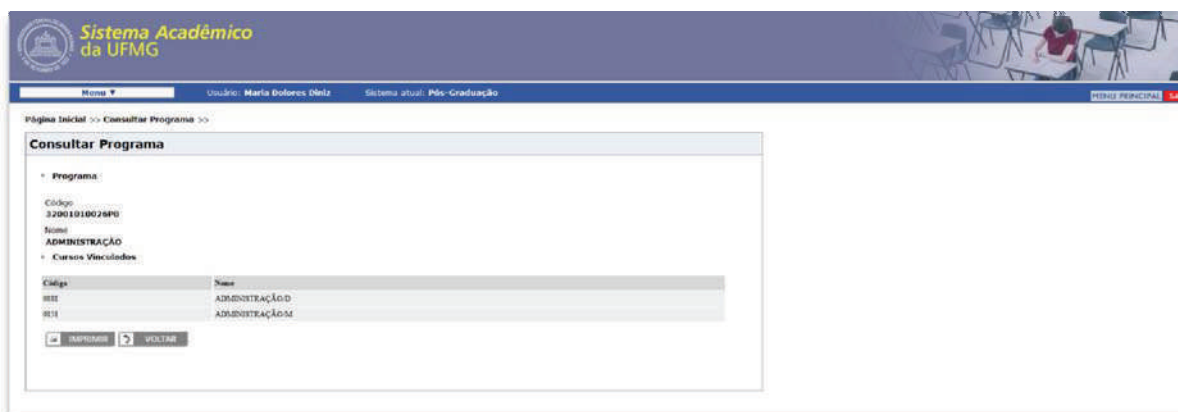 Sistema Acadêmico
da UFMG
Menu ▼ Usuário: Maria Dolores Diniz Sistema atual: Pós-Graduação MENU PRINCIPAL
Página Inicial >> Consultar Programa >>
Consultar Programa
Programa
Código
32001010026P0
Nome
ADMINISTRAÇÃO
Cursos Vinculados
Código Nome
ADMINISTRAÇÃO/D
ADMINISTRAÇÃO/M
IMPRIMIR VOLTAR